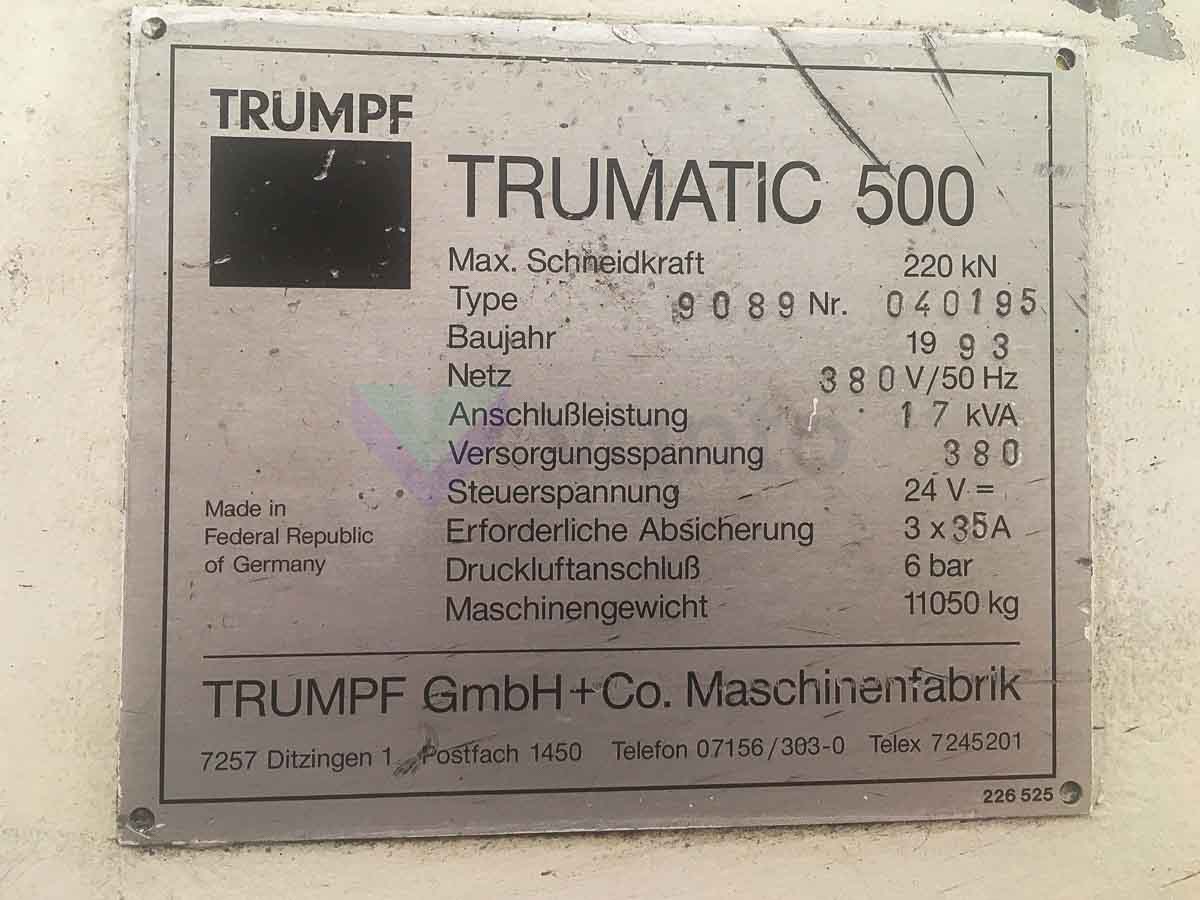 TRUMPF
TRUMATIC 500
Max. Schneidkraft 220 kN
Type 9089 Nr. 040195
Baujahr 1993
Netz 380 V/50 Hz
Anschlußleistung 17 kVA
Versorgungsspannung 380
Steuerspannung 24 V =
Erforderliche Absicherung 3 x 35A
Druckluftanschluß 6 bar
Maschinengewicht 11050 kg
Made in
Federal Republic
of Germany
TRUMPF GmbH+Co. Maschinenfabrik
7257 Ditzingen 1 Postfach 1450 Telefon 07156/303-0 Telex 7245201
226 525